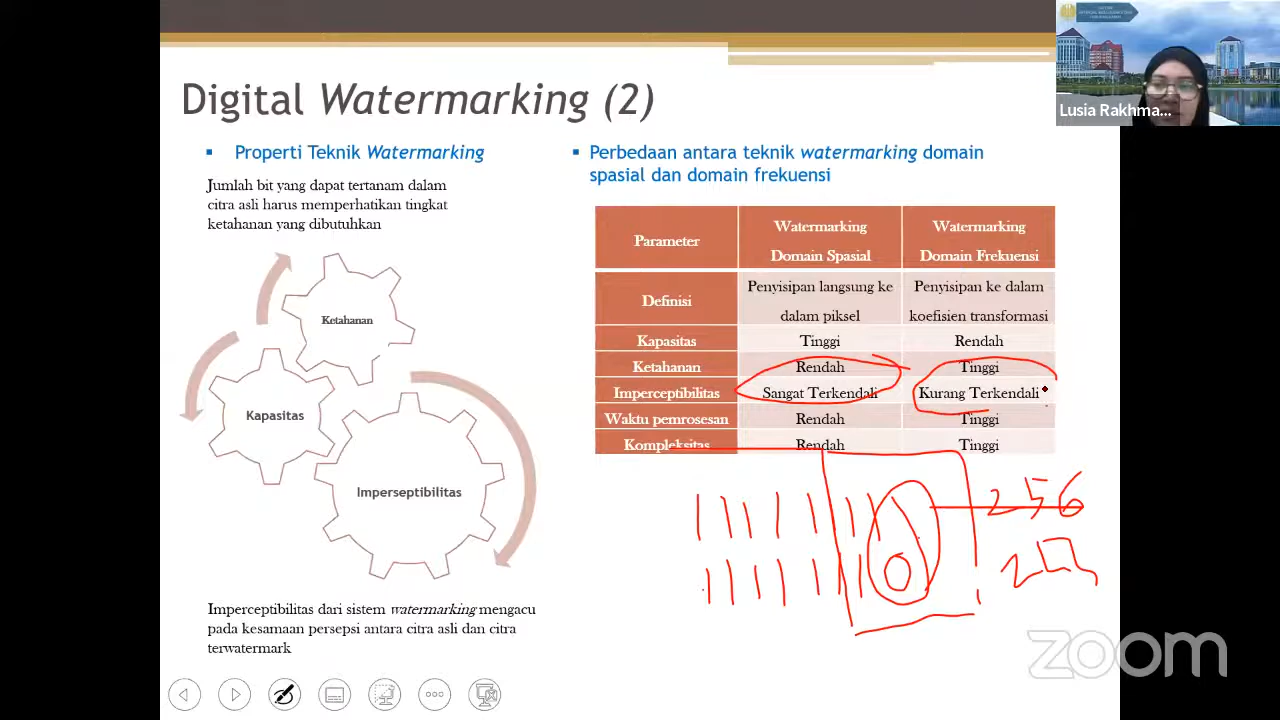 Digital Watermarking (2)
Properti Teknik Watermarking
Jumlah bit yang dapat tertanam dalam
citra asli harus memperhatikan tingkat
ketahanan yang dibutuhkan
Ketahanan
Kapasitas
Imperseptibilitas
Imperceptibilitas dari sistem watermarking mengacu
pada kesamaan persepsi antara citra asli dan citra
terwatermark
Perbedaan antara teknik watermarking domain
spasial dan domain frekuensi
Parameter
Watermarking
Domain Spasial
Watermarking
Domain Frekuensi
Definisi
Penyisipan langsung ke
dalam piksel
Penyisipan ke dalam
koefisien transformasi
Kapasitas Tinggi Rendah
Ketahanan Rendah Tinggi
Imperceptibilitas Sangat Terkendali Kurang Terkendali
Waktu pemrosesan Rendah Tinggi
Kompleksitas Rendah Tinggi
256
Lusia Rakhma...
zoom